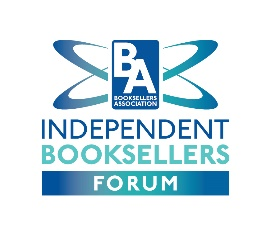 BA
BOOKSELLERS
ASSOCIATION
INDEPENDENT
BOOKSELLERS
FORUM